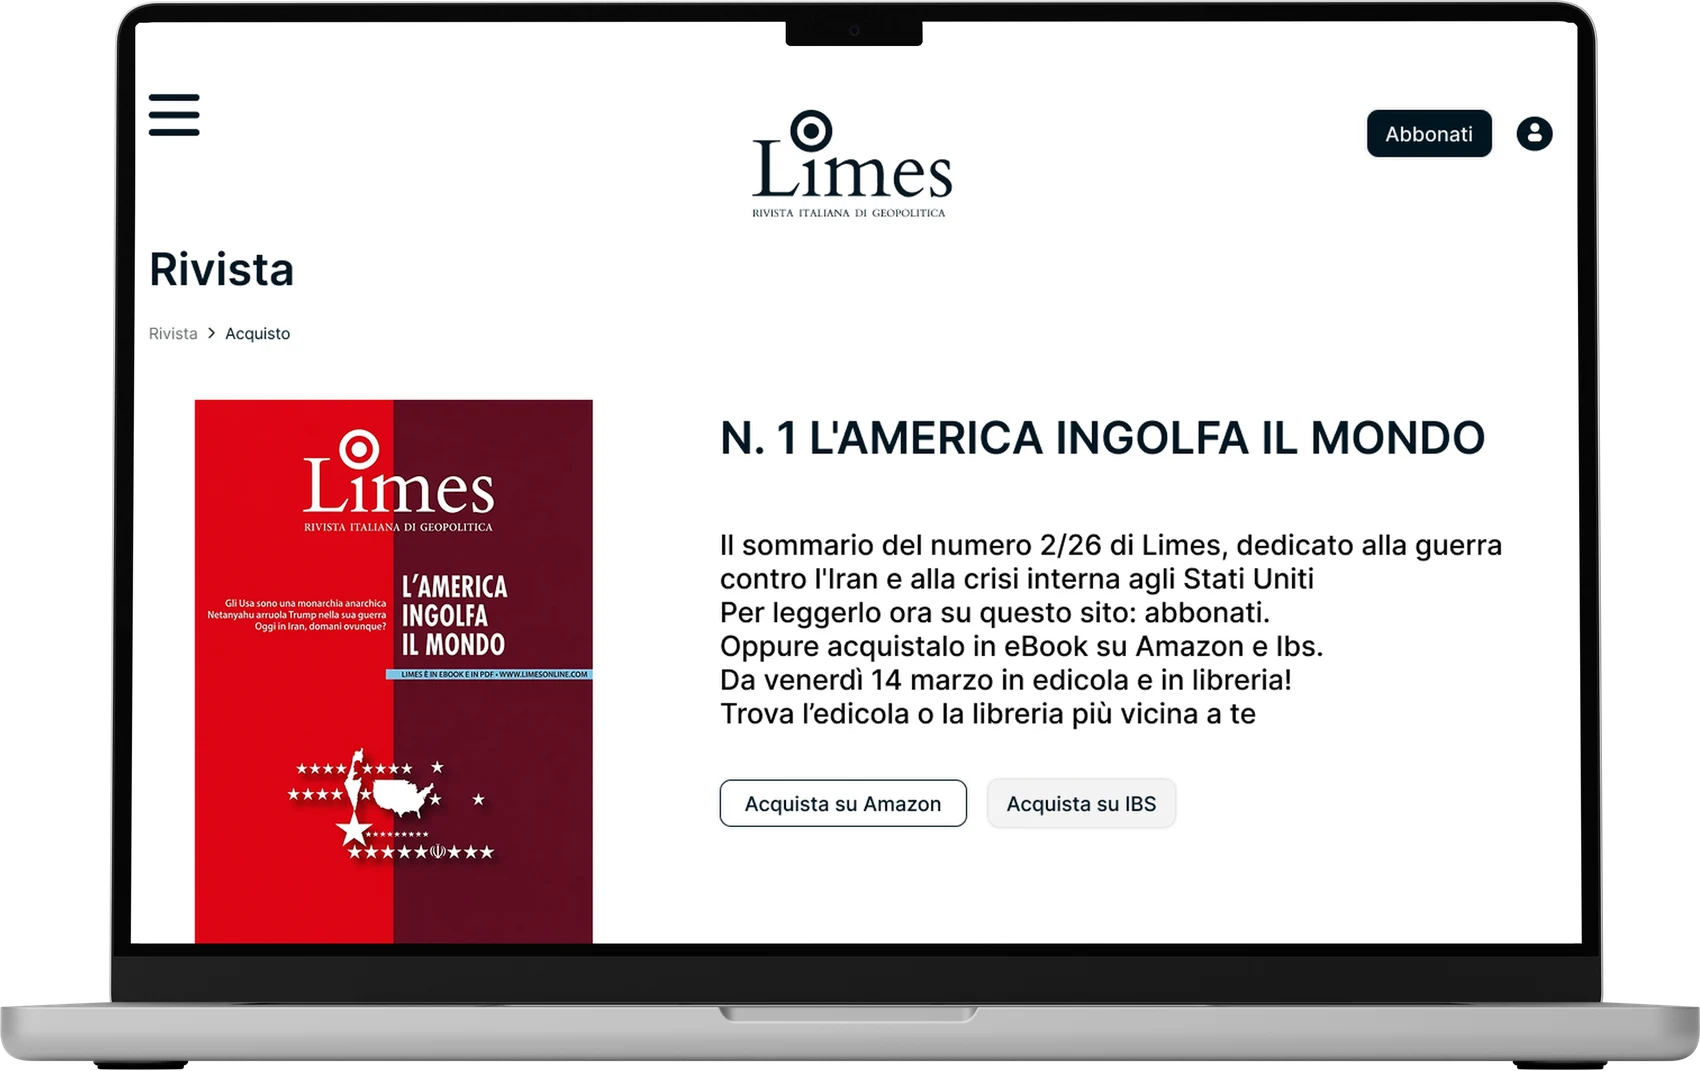 Limes
RIVISTA ITALIANA DI GEOPOLITICA
Abbonati
Rivista
Rivista > Acquisto
Limes
RIVISTA ITALIANA DI GEOPOLITICA
Gli Usa sono una monarchia anarchica
Netanyahu arruola Trump nella sua guerra
Oggi in Iran, domani ovunque?
L’AMERICA
INGOLFA
IL MONDO
LIMES È IN EBOOK E IN PDF • WWW.LIMESONLINE.COM
N. 1 L'AMERICA INGOLFA IL MONDO
Il sommario del numero 2/26 di Limes, dedicato alla guerra
contro l'Iran e alla crisi interna agli Stati Uniti
Per leggerlo ora su questo sito: abbonati.
Oppure acquistalo in eBook su Amazon e Ibs.
Da venerdì 14 marzo in edicola e in libreria!
Trova l’edicola o la libreria più vicina a te
Acquista su Amazon
Acquista su IBS